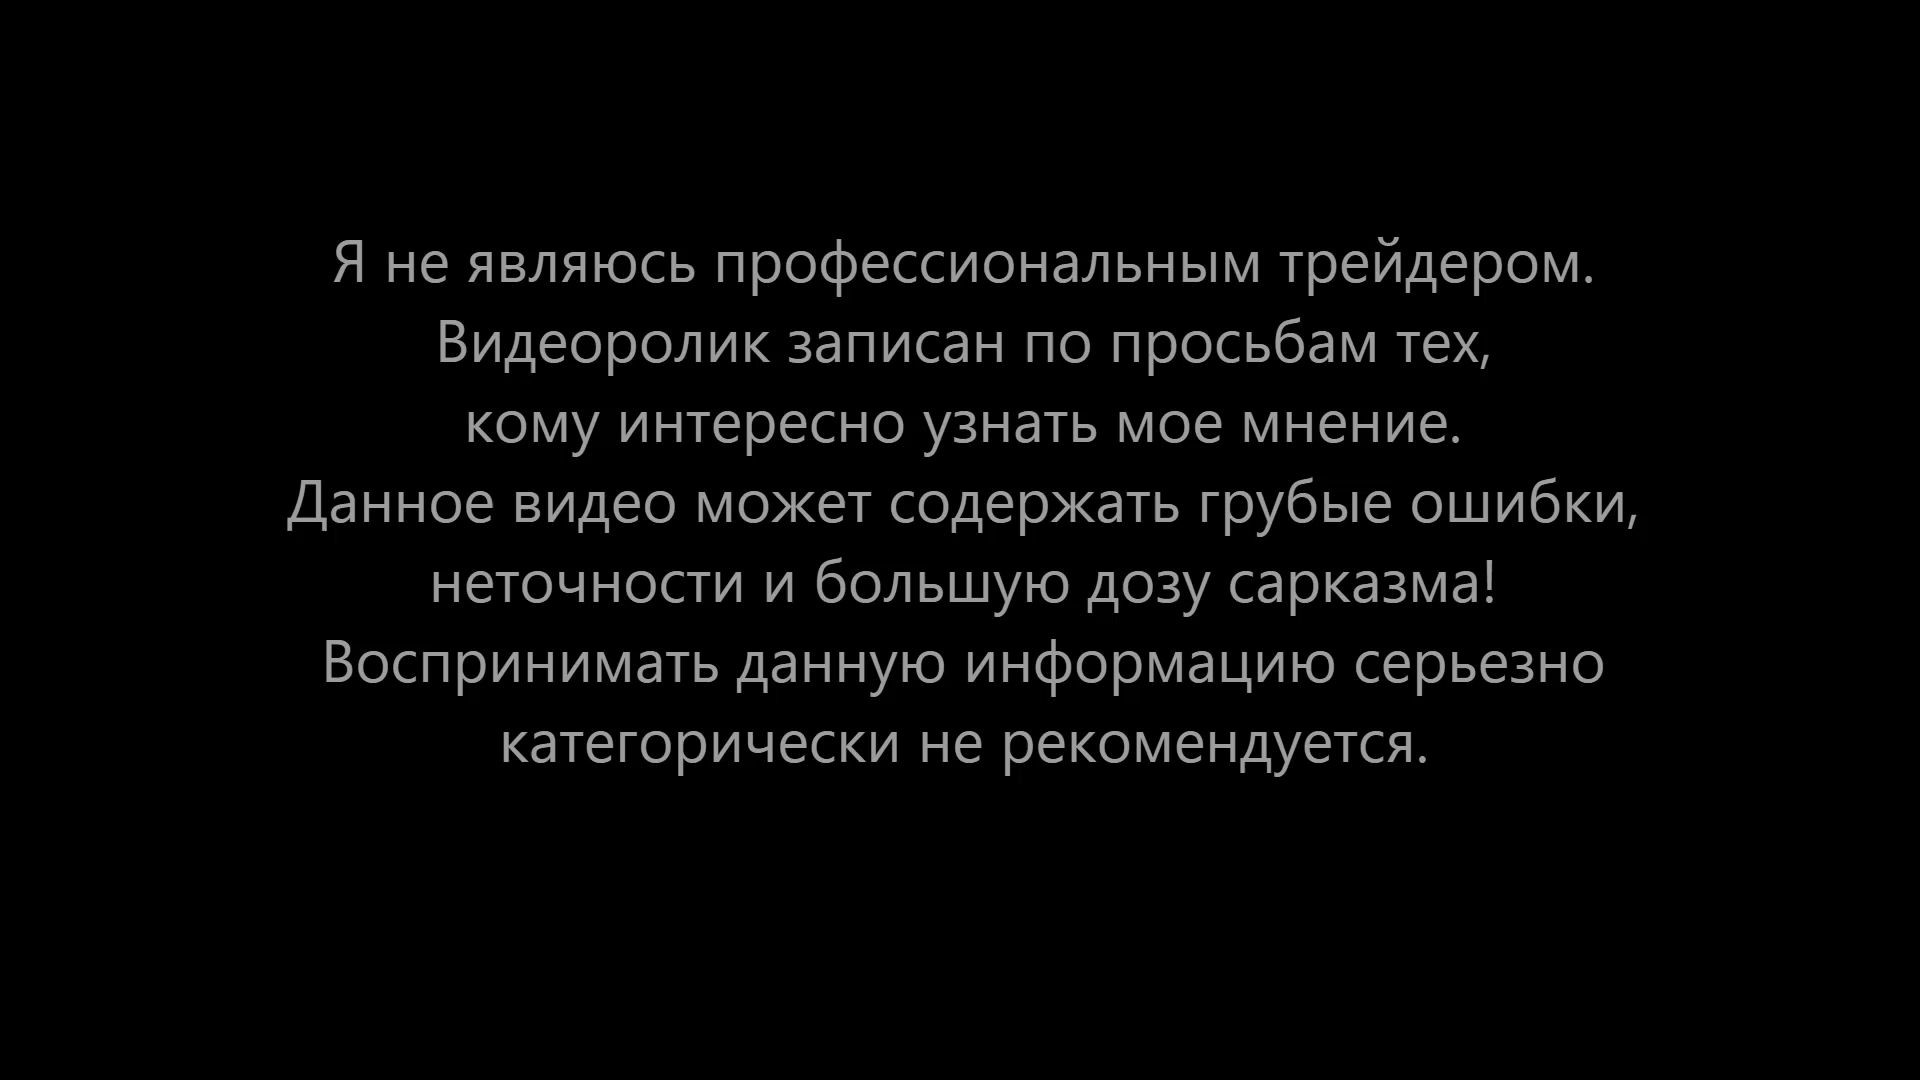 Я не являюсь профессиональным трейдером.
Видеоролик записан по просьбам тех,
кому интересно узнать мое мнение.
Данное видео может содержать грубые ошибки,
неточности и большую дозу сарказма!
Воспринимать данную информацию серьезно
категорически не рекомендуется.